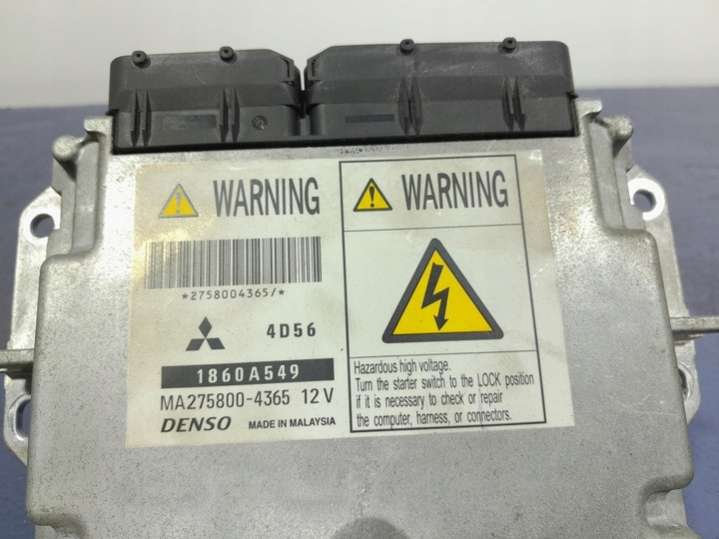 WARNING
*2758004365/*
4D56
1860A549
MA275800-4365 12V
DENSO MADE IN MALAYSIA
WARNING
Hazardous high voltage.
Turn the starter switch to the LOCK position
if it is necessary to check or repair
the computer, harness, or connectors.